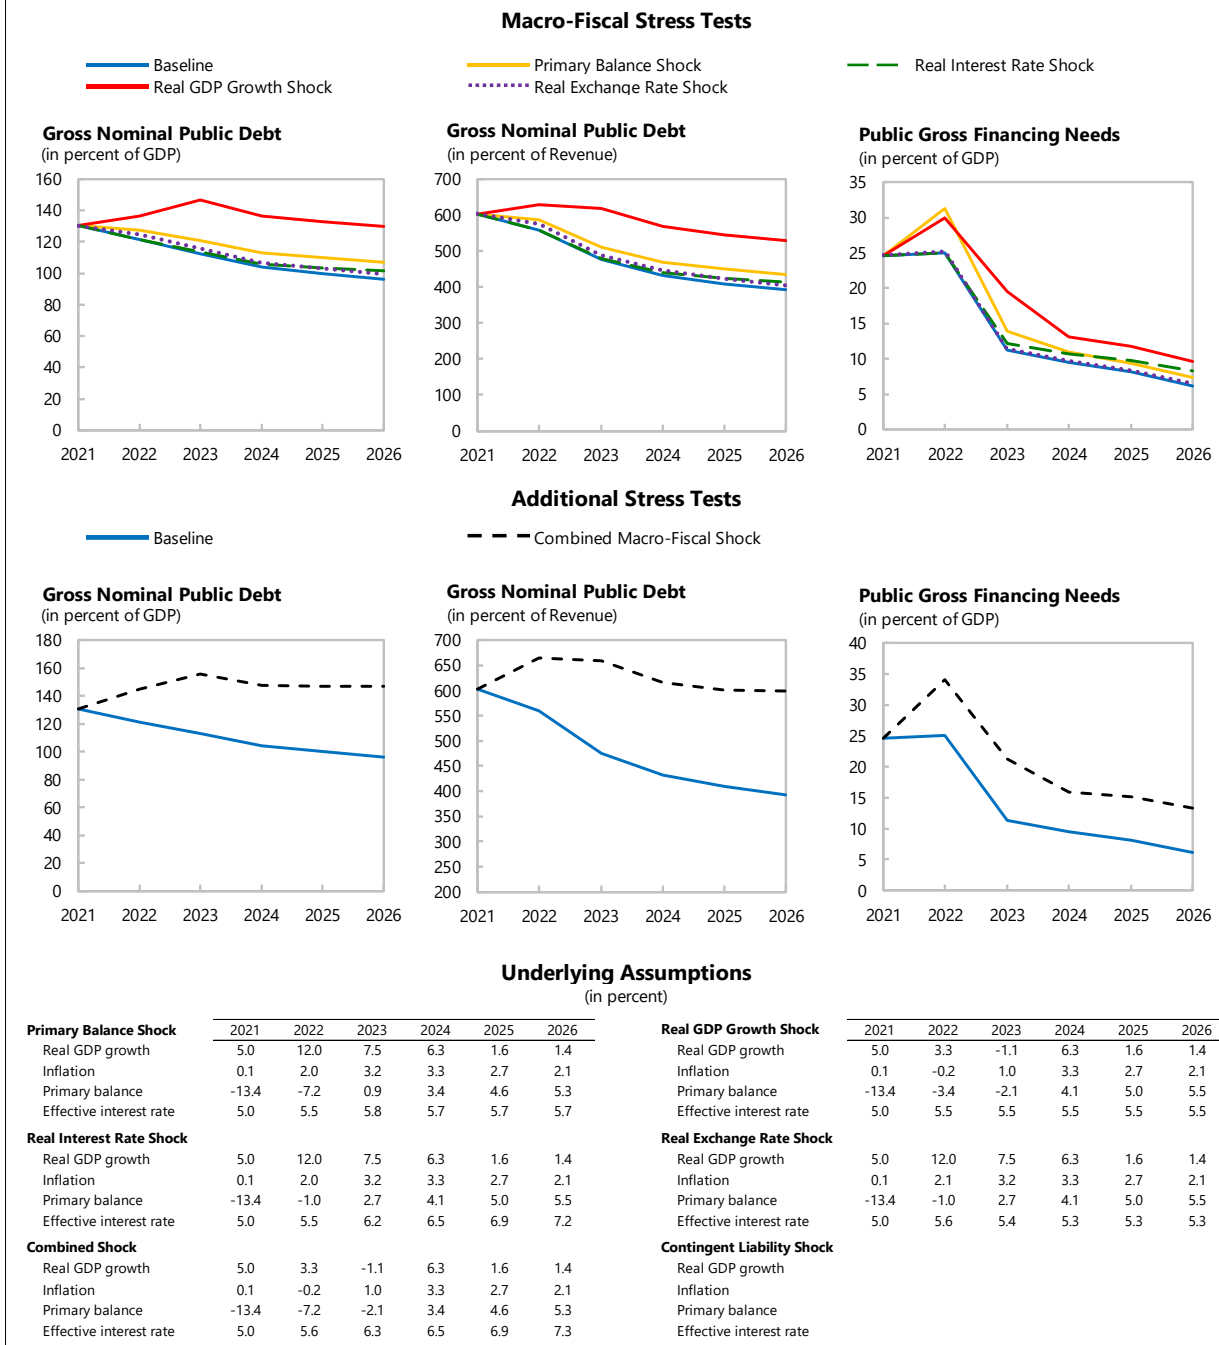 Macro-Fiscal Stress Tests
Baseline
Primary Balance Shock
Real Interest Rate Shock
Real GDP Growth Shock
Real Exchange Rate Shock
Gross Nominal Public Debt
(in percent of GDP)
160
140
120
100
80
60
40
20
0
2021 2022 2023 2024 2025 2026
Gross Nominal Public Debt
(in percent of Revenue)
700
600
500
400
300
200
100
0
2021 2022 2023 2024 2025 2026
Public Gross Financing Needs
(in percent of GDP)
35
30
25
20
15
10
5
0
2021 2022 2023 2024 2025 2026
Additional Stress Tests
Baseline
Combined Macro-Fiscal Shock
Gross Nominal Public Debt
(in percent of GDP)
180
160
140
120
100
80
60
40
20
0
2021 2022 2023 2024 2025 2026
Gross Nominal Public Debt
(in percent of Revenue)
700
650
600
550
500
450
400
350
300
250
200
2021 2022 2023 2024 2025 2026
Public Gross Financing Needs
(in percent of GDP)
40
35
30
25
20
15
10
5
0
2021 2022 2023 2024 2025 2026
Underlying Assumptions
(in percent)
Primary Balance Shock 2021 2022 2023 2024 2025 2026
Real GDP growth 5.0 12.0 7.5 6.3 1.6 1.4
Inflation 0.1 2.0 3.2 3.3 2.7 2.1
Primary balance -13.4 -7.2 0.9 3.4 4.6 5.3
Effective interest rate 5.0 5.5 5.8 5.7 5.7 5.7
Real Interest Rate Shock
Real GDP growth 5.0 12.0 7.5 6.3 1.6 1.4
Inflation 0.1 2.0 3.2 3.3 2.7 2.1
Primary balance -13.4 -1.0 2.7 4.1 5.0 5.5
Effective interest rate 5.0 5.5 6.2 6.5 6.9 7.2
Combined Shock
Real GDP growth 5.0 3.3 -1.1 6.3 1.6 1.4
Inflation 0.1 -0.2 1.0 3.3 2.7 2.1
Primary balance -13.4 -7.2 -2.1 3.4 4.6 5.3
Effective interest rate 5.0 5.6 6.3 6.5 6.9 7.3
Real GDP Growth Shock 2021 2022 2023 2024 2025 2026
Real GDP growth 5.0 3.3 -1.1 6.3 1.6 1.4
Inflation 0.1 -0.2 1.0 3.3 2.7 2.1
Primary balance -13.4 -3.4 -2.1 4.1 5.0 5.5
Effective interest rate 5.0 5.5 5.5 5.5 5.5 5.5
Real Exchange Rate Shock
Real GDP growth 5.0 12.0 7.5 6.3 1.6 1.4
Inflation 0.1 2.1 3.2 3.3 2.7 2.1
Primary balance -13.4 -1.0 2.7 4.1 5.0 5.5
Effective interest rate 5.0 5.6 5.4 5.3 5.3 5.3
Contingent Liability Shock
Real GDP growth
Inflation
Primary balance
Effective interest rate